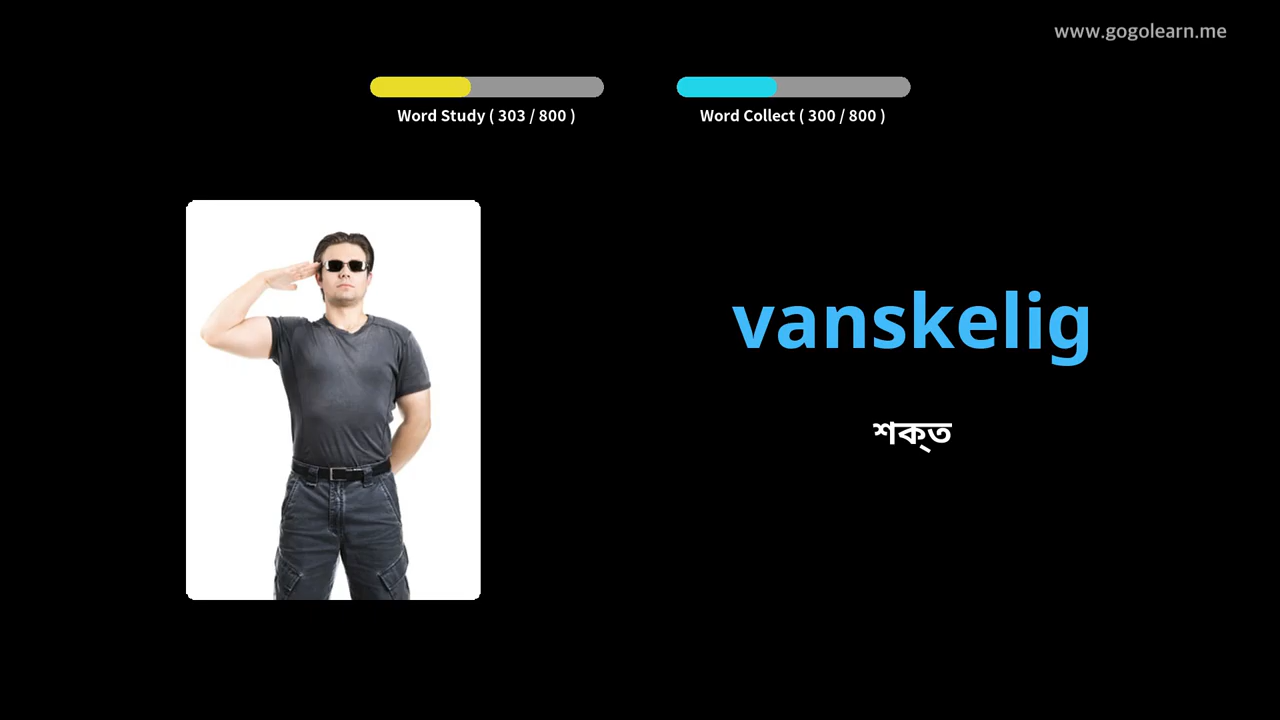 www.gogolearn.me
Word Study ( 303 / 800 )
Word Collect ( 300 / 800 )
vanskelig
শক্ত